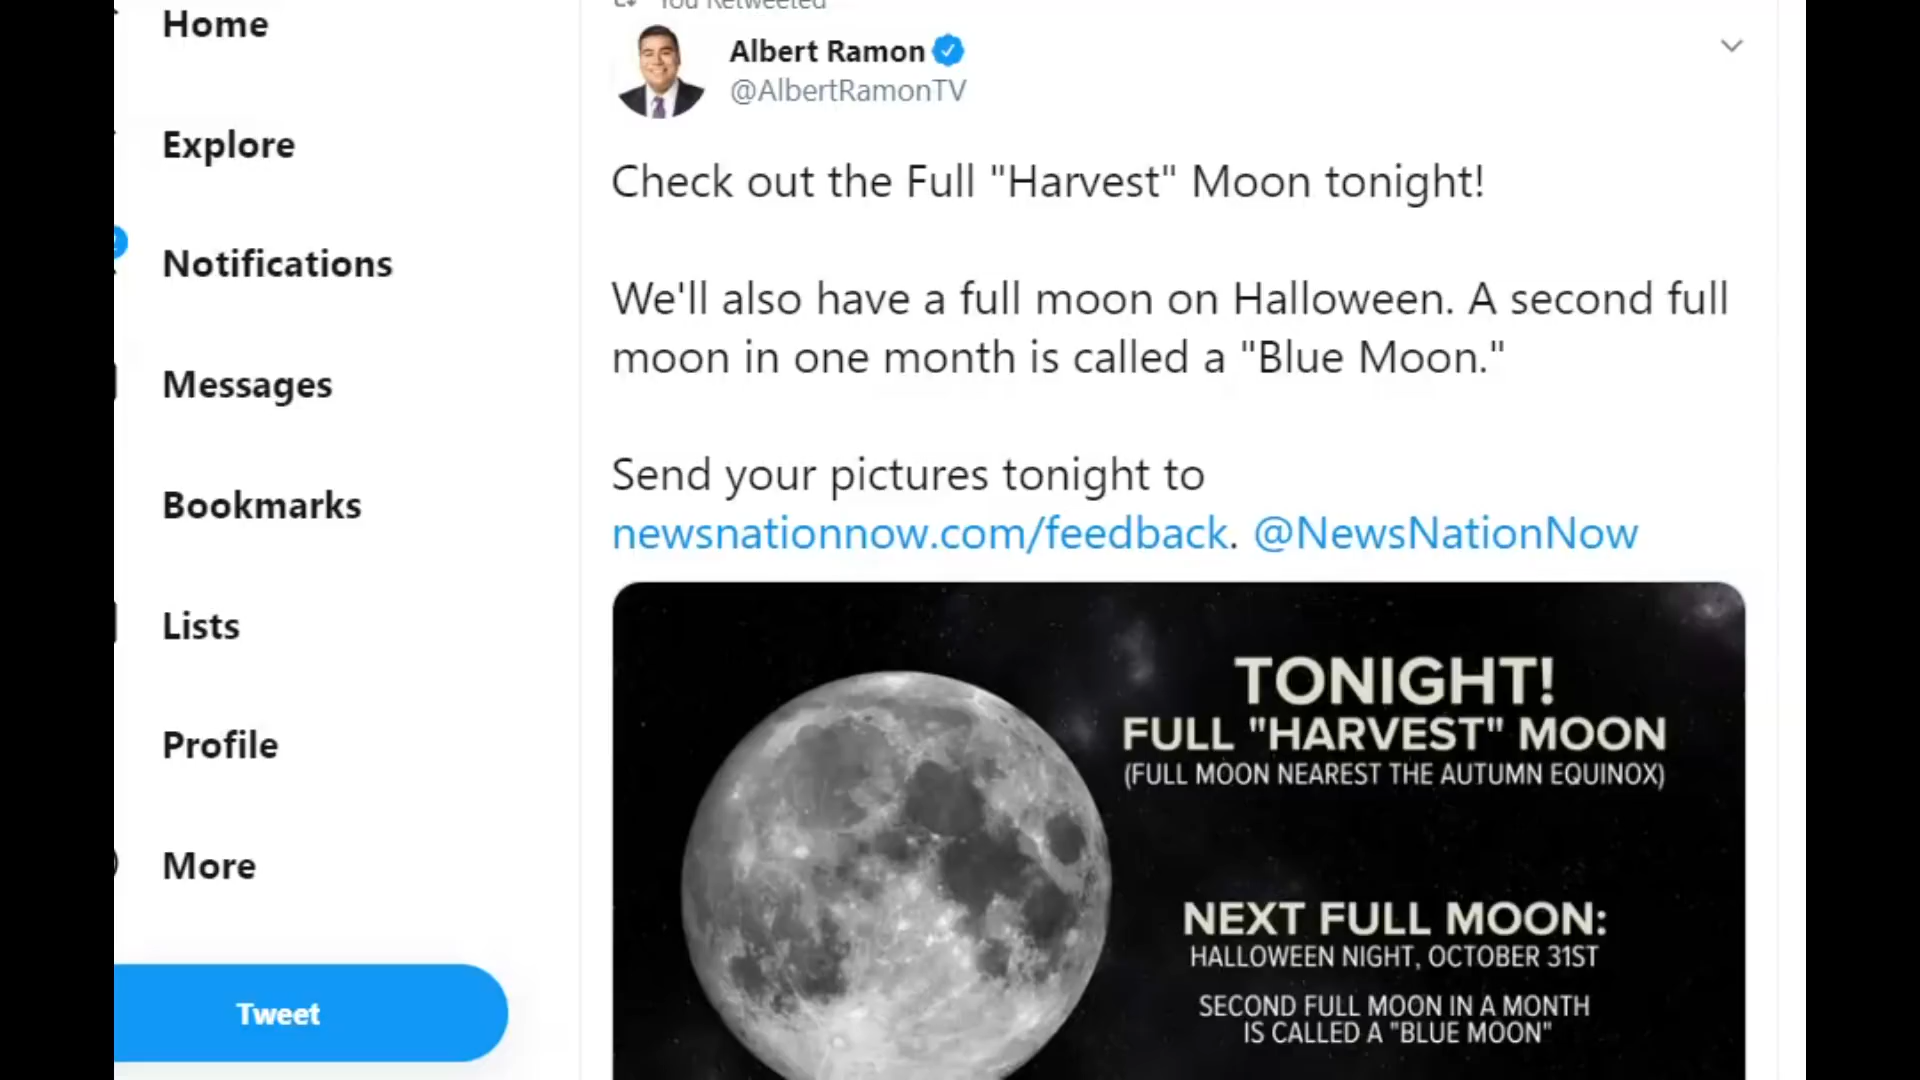 You Retweeted
Home
Explore
Notifications
Messages
Bookmarks
Lists
Profile
More
Tweet
Albert Ramon
@AlbertRamonTV
Check out the Full "Harvest" Moon tonight!
We'll also have a full moon on Halloween. A second full
moon in one month is called a "Blue Moon."
Send your pictures tonight to
newsnationnow.com/feedback. @NewsNationNow
TONIGHT!
FULL "HARVEST" MOON
(FULL MOON NEAREST THE AUTUMN EQUINOX)
NEXT FULL MOON:
HALLOWEEN NIGHT, OCTOBER 31ST
SECOND FULL MOON IN A MONTH
IS CALLED A "BLUE MOON"